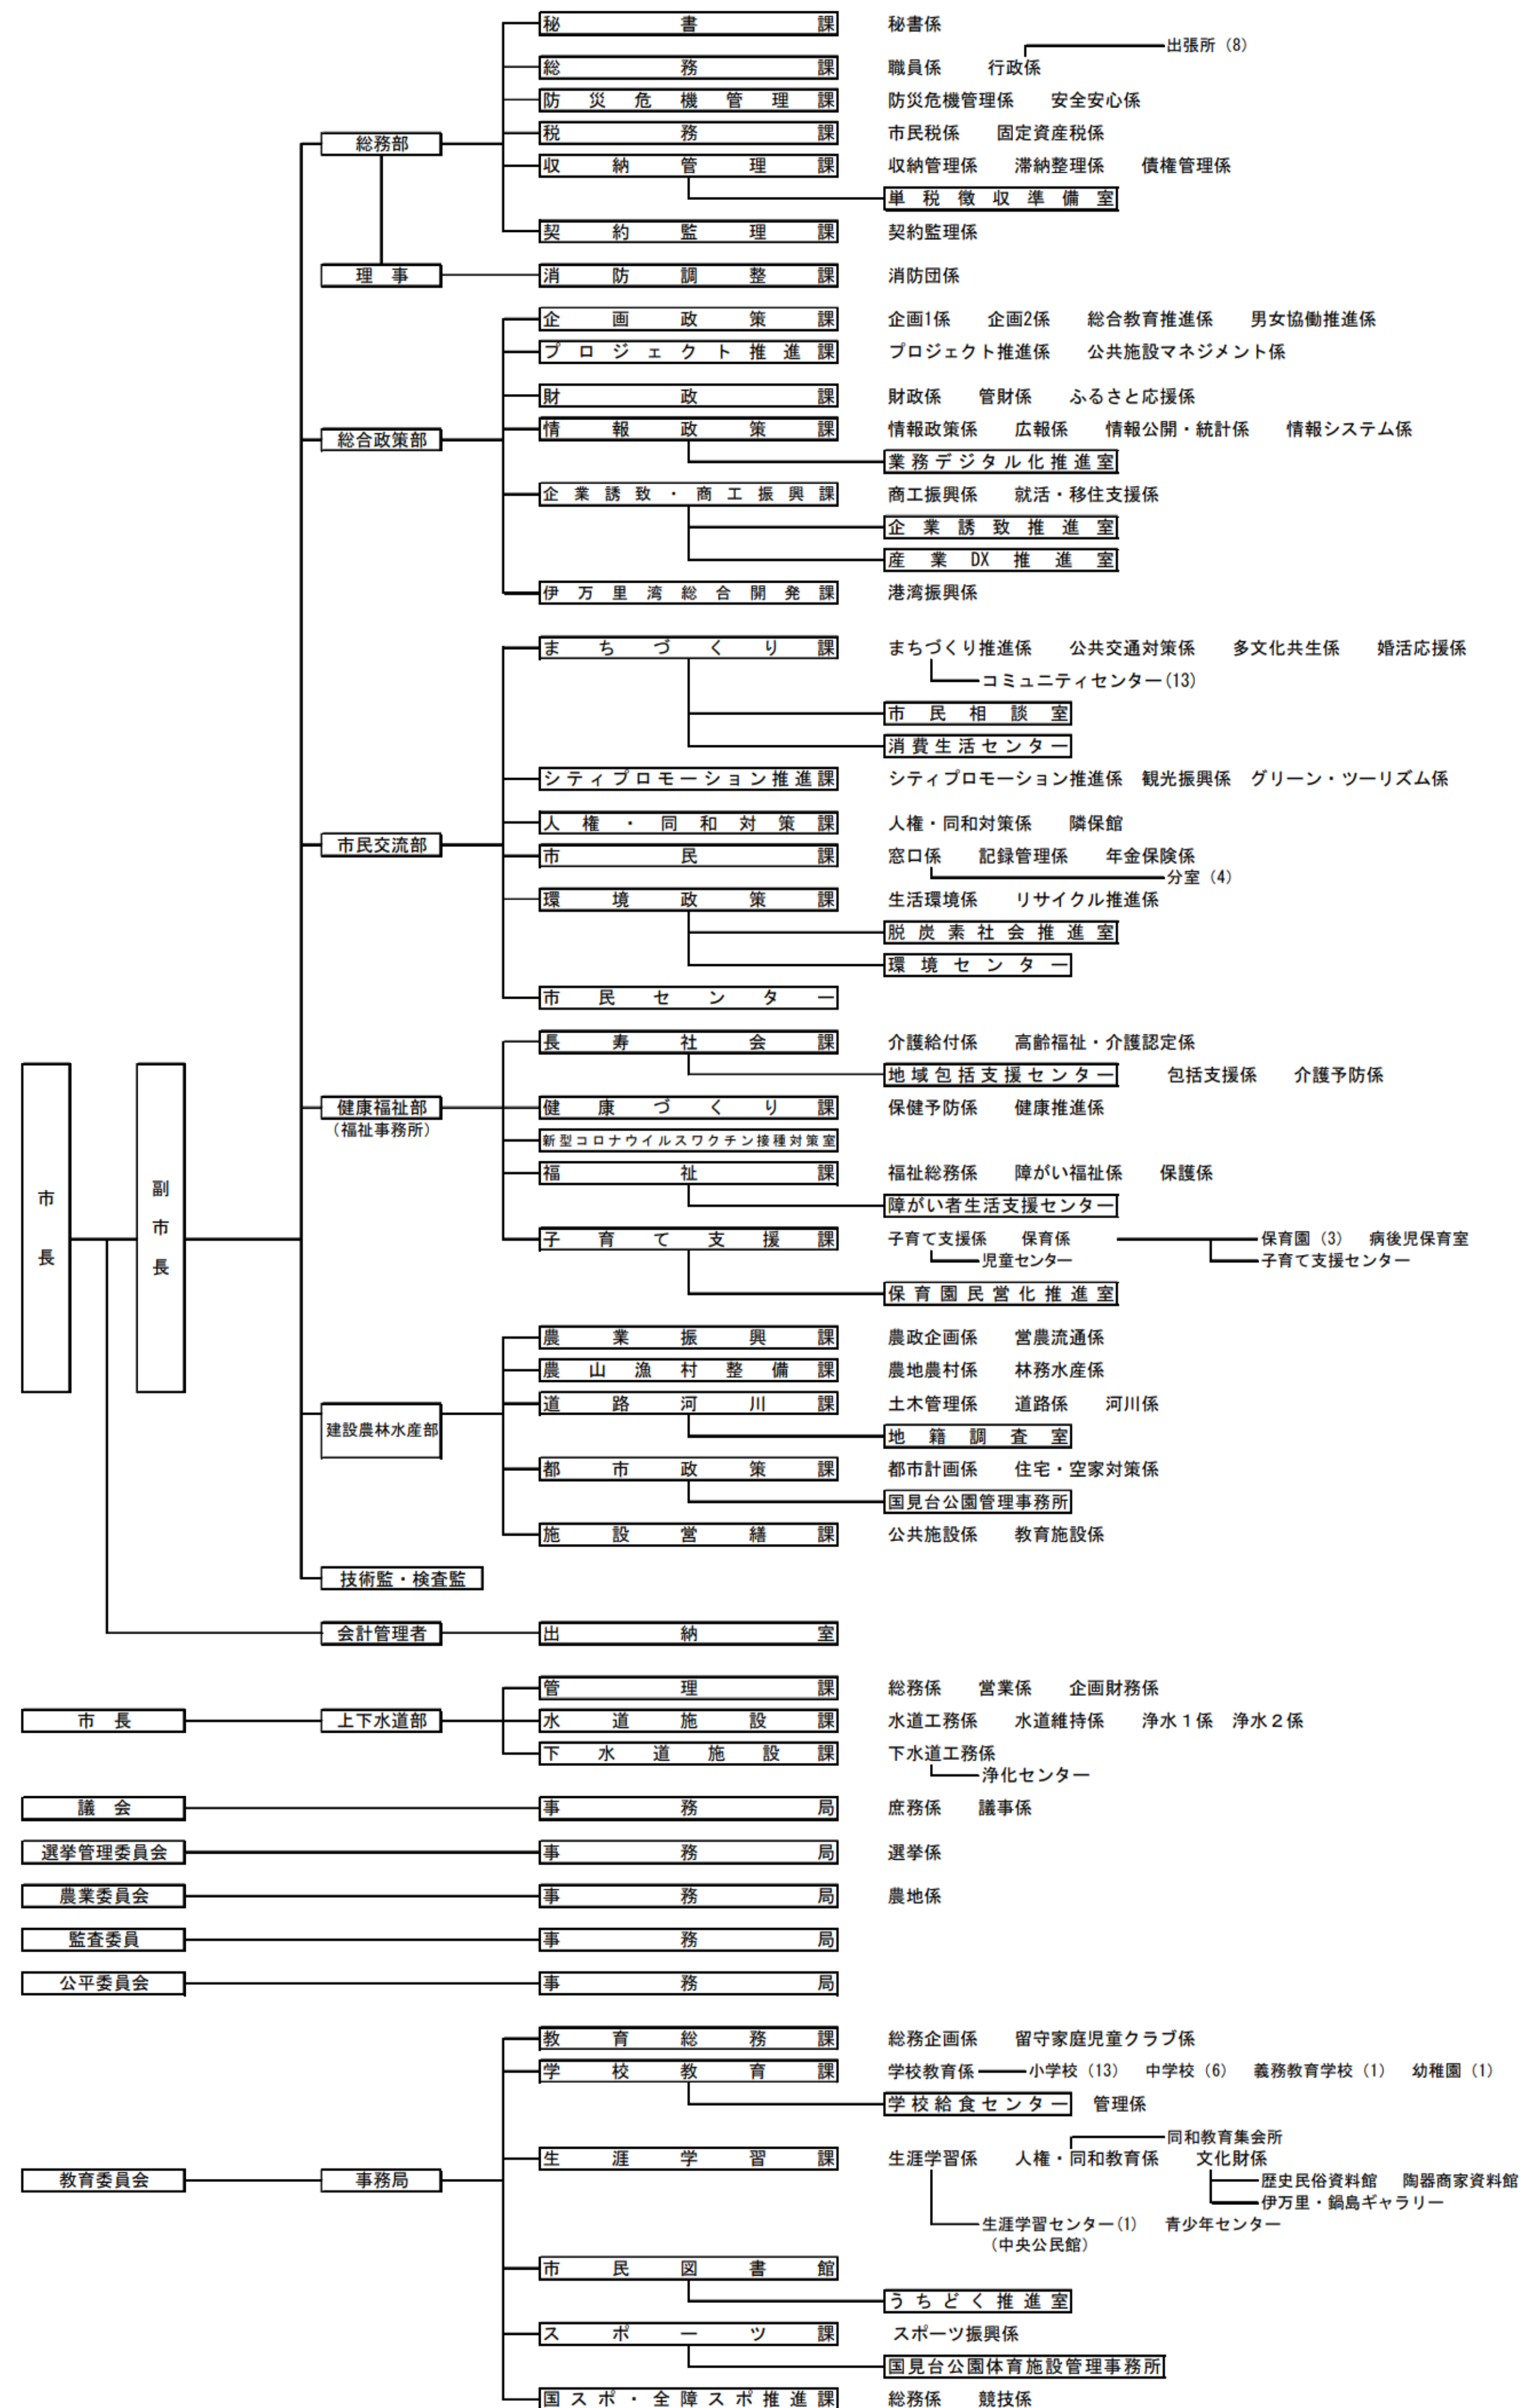 秘書課 秘書係
出張所（8）
総務課 職員係 行政係
防災危機管理課 防災危機管理係 安全安心係
税務課 市民税係 固定資産税係
総務部
収納管理課 収納管理係 滞納整理係 債権管理係
単税徴収準備室
契約監理課 契約監理係
理事 消防調整課 消防団係
企画政策課 企画1係 企画2係 総合教育推進係 男女協働推進係
プロジェクト推進課 プロジェクト推進係 公共施設マネジメント係
財政課 財政係 管財係 ふるさと応援係
情報政策課 情報政策係 広報係 情報公開・統計係 情報システム係
総合政策部
業務デジタル化推進室
企業誘致・商工振興課 商工振興係 就活・移住支援係
企業誘致推進室
産業DX推進室
伊万里湾総合開発課 港湾振興係
まちづくり課 まちづくり推進係 公共交通対策係 多文化共生係 婚活応援係
コミュニティセンター(13)
市民相談室
消費生活センター
シティプロモーション推進課 シティプロモーション推進係 観光振興係 グリーン・ツーリズム係
人権・同和対策課 人権・同和対策係 隣保館
市民交流部
市民課 窓口係 記録管理係 年金保険係
分室（4）
環境政策課 生活環境係 リサイクル推進係
脱炭素社会推進室
環境センター
市民センター
長寿社会課 介護給付係 高齢福祉・介護認定係
地域包括支援センター 包括支援係 介護予防係
健康福祉部 健康づくり課 保健予防係 健康推進係
（福祉事務所）
新型コロナウイルスワクチン接種対策室
福祉課 福祉総務係 障がい福祉係 保護係
障がい者生活支援センター
市長
副市長
子育て支援課 子育て支援係 保育係 保育園（3） 病後児保育室
児童センター 子育て支援センター
保育園民営化推進室
農業振興課 農政企画係 営農流通係
農山漁村整備課 農地農村係 林務水産係
道路河川課 土木管理係 道路係 河川係
建設農林水産部
地籍調査室
都市政策課 都市計画係 住宅・空家対策係
国見台公園管理事務所
施設営繕課 公共施設係 教育施設係
技術監・検査監
会計管理者 出納室
管理課 総務係 営業係 企画財務係
市長 上下水道部 水道施設課 水道工務係 水道維持係 浄水１係 浄水２係
下水道施設課 下水道工務係
浄化センター
議会 事務局 庶務係 議事係
選挙管理委員会 事務局 選挙係
農業委員会 事務局 農地係
監査委員 事務局
公平委員会 事務局
教育総務課 総務企画係 留守家庭児童クラブ係
学校教育課 学校教育係 小学校（13） 中学校（6） 義務教育学校（1） 幼稚園（1）
学校給食センター 管理係
同和教育集会所
生涯学習課 生涯学習係 人権・同和教育係 文化財係
教育委員会 事務局 歴史民俗資料館 陶器商家資料館
伊万里・鍋島ギャラリー
生涯学習センター(1) 青少年センター
（中央公民館）
市民図書館
うちどく推進室
スポーツ課 スポーツ振興係
国見台公園体育施設管理事務所
国スポ・全障スポ推進課 総務係 競技係